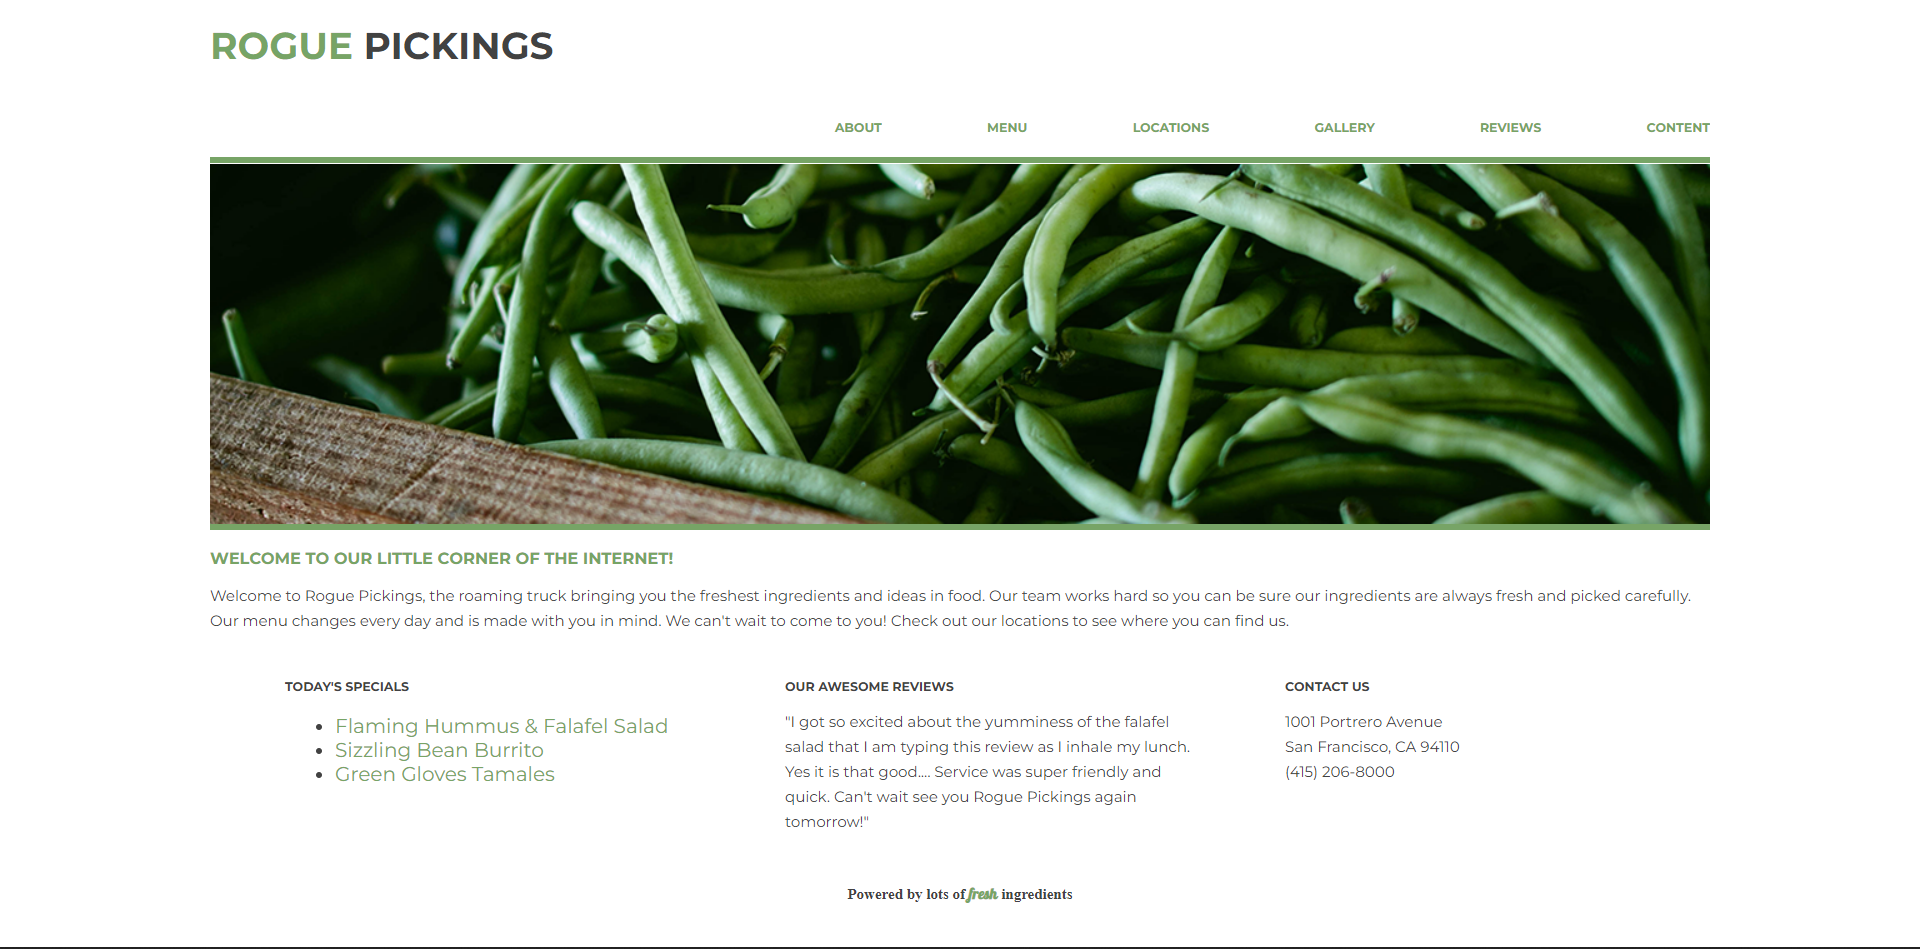 ROGUE PICKINGS
ABOUT MENU LOCATIONS GALLERY REVIEWS CONTENT
WELCOME TO OUR LITTLE CORNER OF THE INTERNET!
Welcome to Rogue Pickings, the roaming truck bringing you the freshest ingredients and ideas in food. Our team works hard so you can be sure our ingredients are always fresh and picked carefully.
Our menu changes every day and is made with you in mind. We can't wait to come to you! Check out our locations to see where you can find us.
TODAY'S SPECIALS
Flaming Hummus & Falafel Salad
Sizzling Bean Burrito
Green Gloves Tamales
OUR AWESOME REVIEWS
"I got so excited about the yumminess of the falafel
salad that I am typing this review as I inhale my lunch.
Yes it is that good.... Service was super friendly and
quick. Can't wait see you Rogue Pickings again
tomorrow!"
CONTACT US
1001 Portrero Avenue
San Francisco, CA 94110
(415) 206-8000
Powered by lots of fresh ingredients